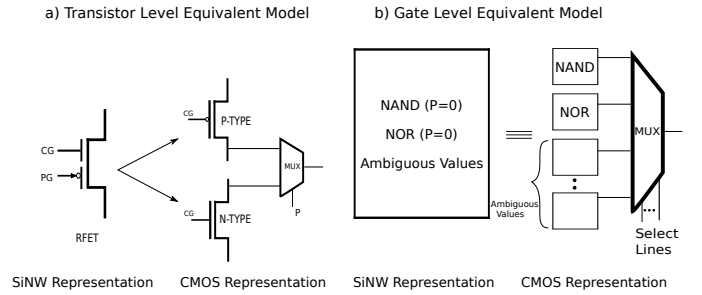 a) Transistor Level Equivalent Model
b) Gate Level Equivalent Model
CG
PG
RFET
CG
P-TYPE
CG
N-TYPE
MUX
P
NAND (P=0)
NOR (P=0)
Ambiguous Values
NAND
NOR
Ambiguous
Values
MUX
Select
Lines
SiNW Representation
CMOS Representation
SiNW Representation
CMOS Representation